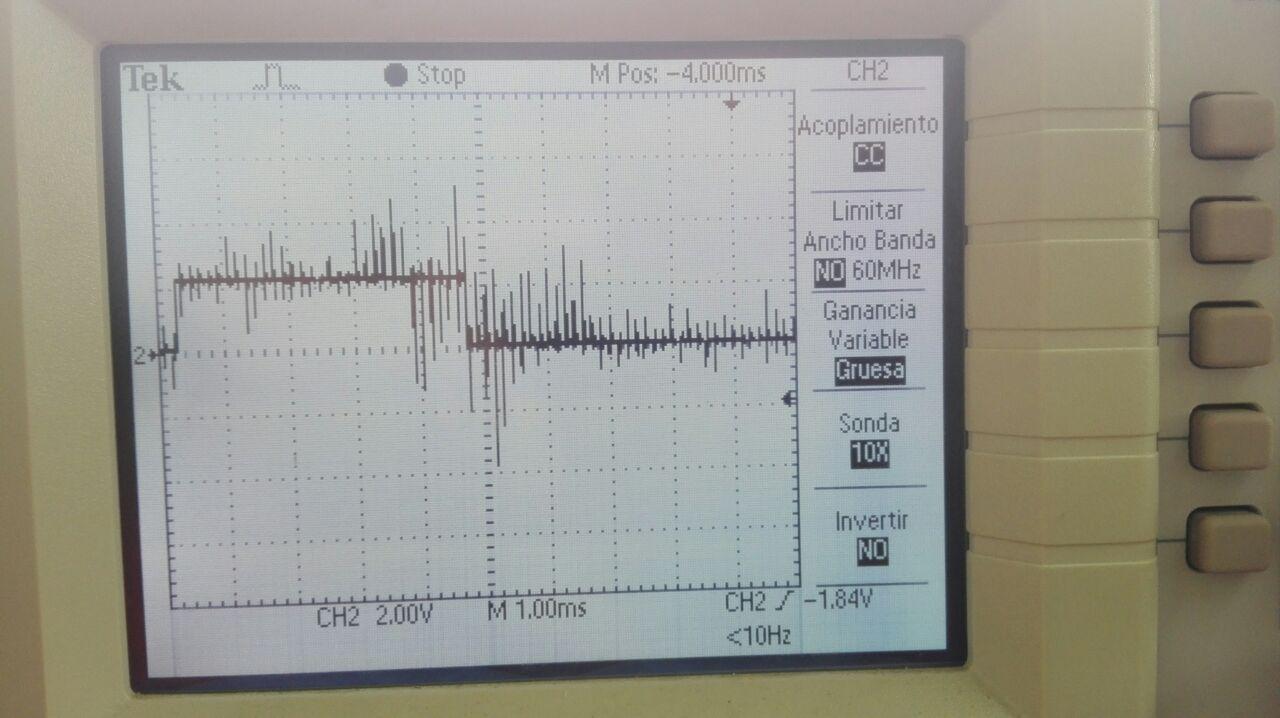 Tek Stop M Pos: -4.000ms CH2
Acoplamiento
CC
Limitar
Ancho Banda
NO 60MHz
Ganancia
Variable
Gruesa
2
Sonda
10X
Invertir
NO
CH2 2.00V M 1.00ms CH2 -1.84V
<10Hz